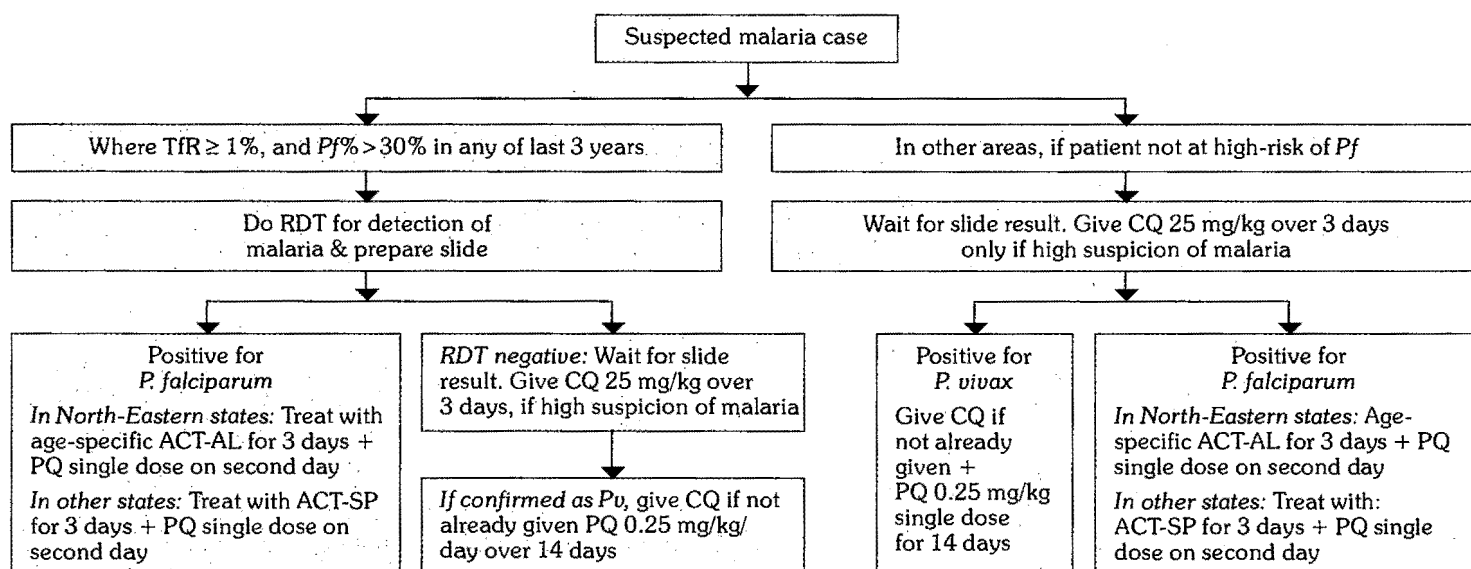 Suspected malaria case
Where TfR ≥ 1%, and Pf% > 30% in any of last 3 years
In other areas, if patient not at high-risk of Pf
Do RDT for detection of
malaria & prepare slide
Wait for slide result. Give CQ 25 mg/kg over 3 days
only if high suspicion of malaria
Positive for
P. falciparum
In North-Eastern states: Treat with
age-specific ACT-AL for 3 days +
PQ single dose on second day
In other states: Treat with ACT-SP
for 3 days + PQ single dose on
second day
RDT negative: Wait for slide
result. Give CQ 25 mg/kg over
3 days, if high suspicion of malaria
If confirmed as Pv, give CQ if not
already given PQ 0.25 mg/kg/
day over 14 days
Positive for
P. vivax
Give CQ if
not already
given +
PQ 0.25 mg/kg
single dose
for 14 days
Positive for
P. falciparum
In North-Eastern states: Age-
specific ACT-AL for 3 days + PQ
single dose on second day
In other states: Treat with:
ACT-SP for 3 days + PQ single
dose on second day